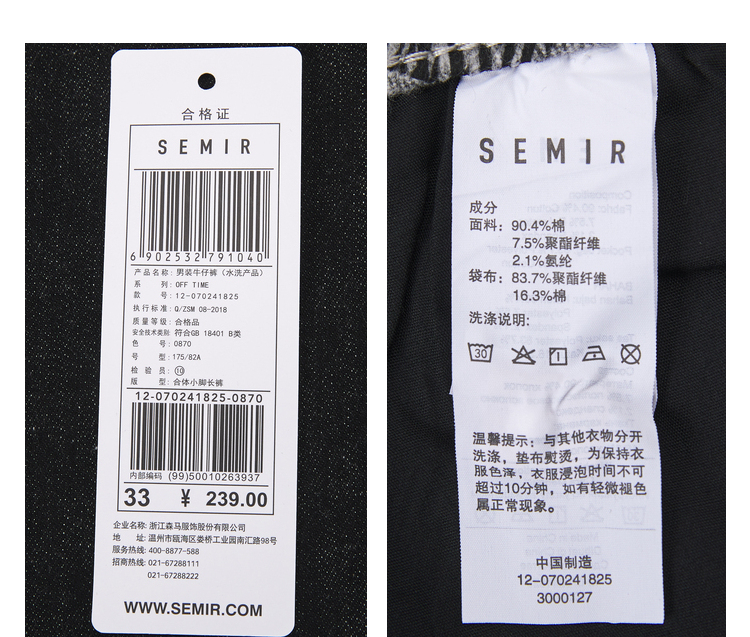 合格证
SEMIR
6 902532 791040
产品名称: 男装牛仔裤（水洗产品）
系 列: OFF TIME
款 号: 12-070241825
执行标准: Q/ZSM 08-2018
质量等级: 合格品
安全技术类别: 符合GB 18401 B类
色 号: 0870
号 型: 175/82A
检 验 员: 10
版 型: 合体小脚长裤
12-070241825-0870
内部编码 (99)50010263937
33 ¥ 239.00
企业名称: 浙江森马服饰股份有限公司
地 址: 温州市瓯海区娄桥工业园南汇路98号
服务热线: 400-8877-588
招商热线: 021-67288111
021-67288222
WWW.SEMIR.COM
SEMIR
成分
面料: 90.4%棉
7.5%聚酯纤维
2.1%氨纶
袋布: 83.7%聚酯纤维
16.3%棉
洗涤说明:
30
温馨提示: 与其他衣物分开
洗涤, 垫布熨烫, 为保持衣
服色泽, 衣服浸泡时间不可
超过10分钟, 如有轻微褪色
属正常现象。
中国制造
12-070241825
3000127